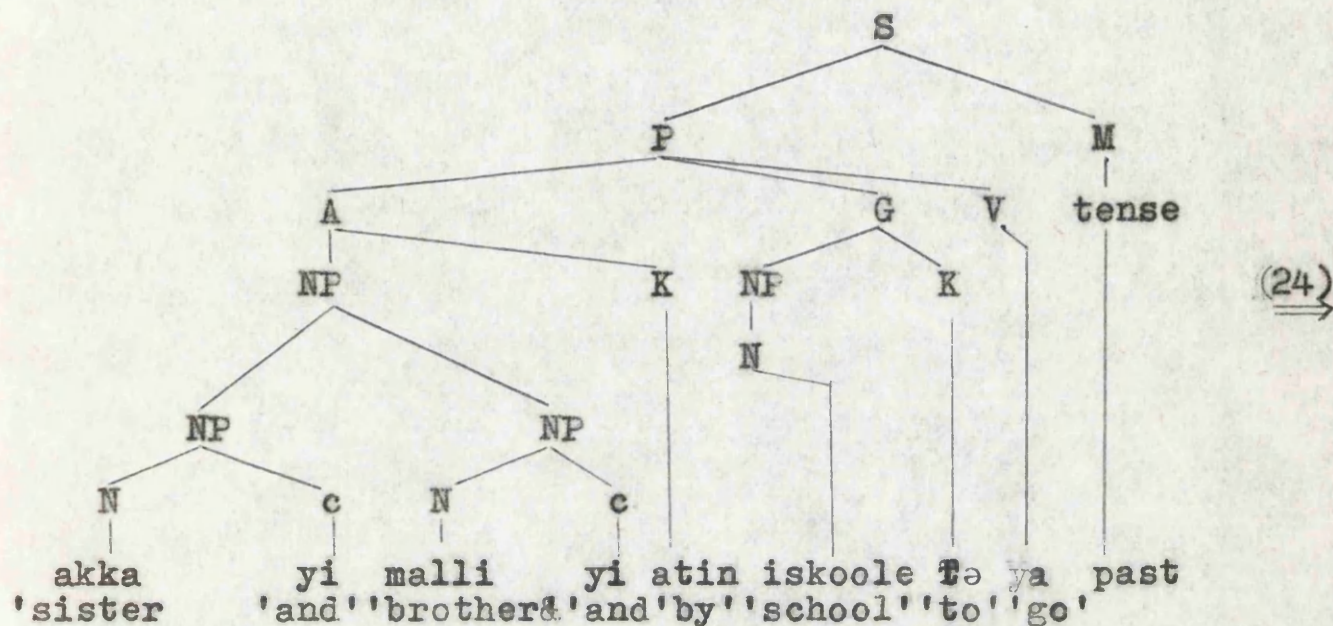 S
P M
A G V tense
NP K NP K (24)
N
NP NP
N c N c
akka yi malli yi atin iskoole Tə ya past
'sister 'and''brother&'and'by''school''to''go'